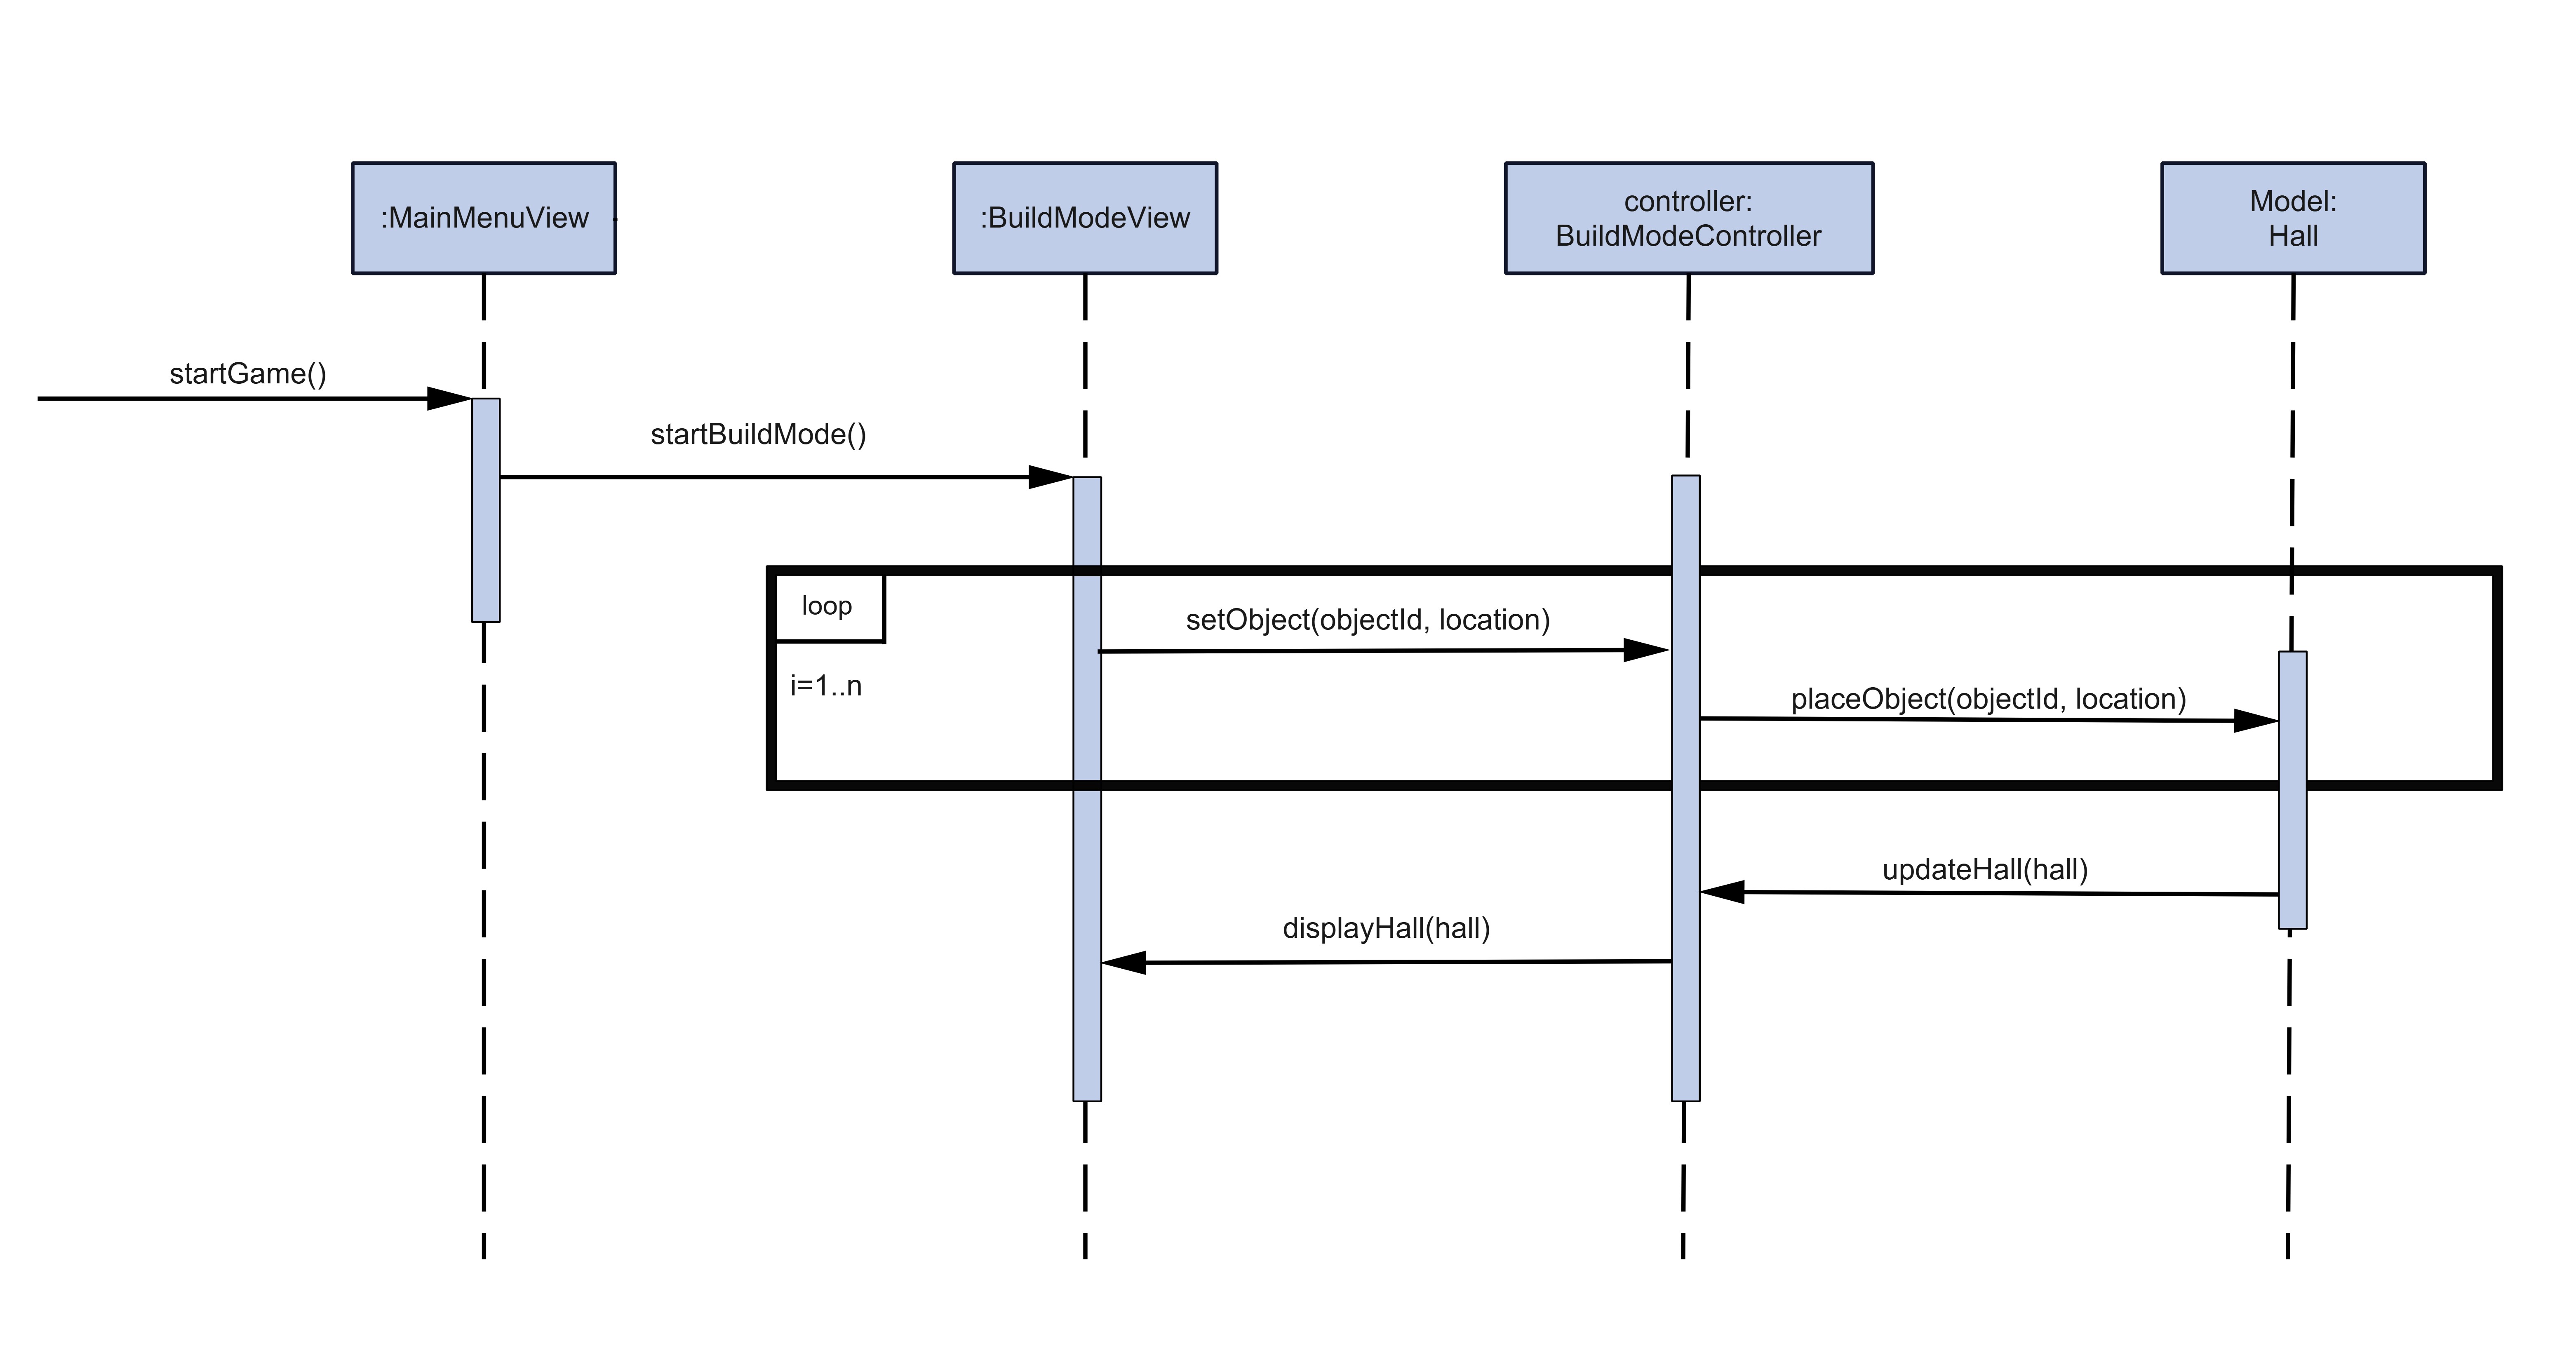 :MainMenuView
:BuildModeView
controller:
BuildModeController
Model:
Hall
startGame()
startBuildMode()
loop
setObject(objectId, location)
i=1..n
placeObject(objectId, location)
updateHall(hall)
displayHall(hall)